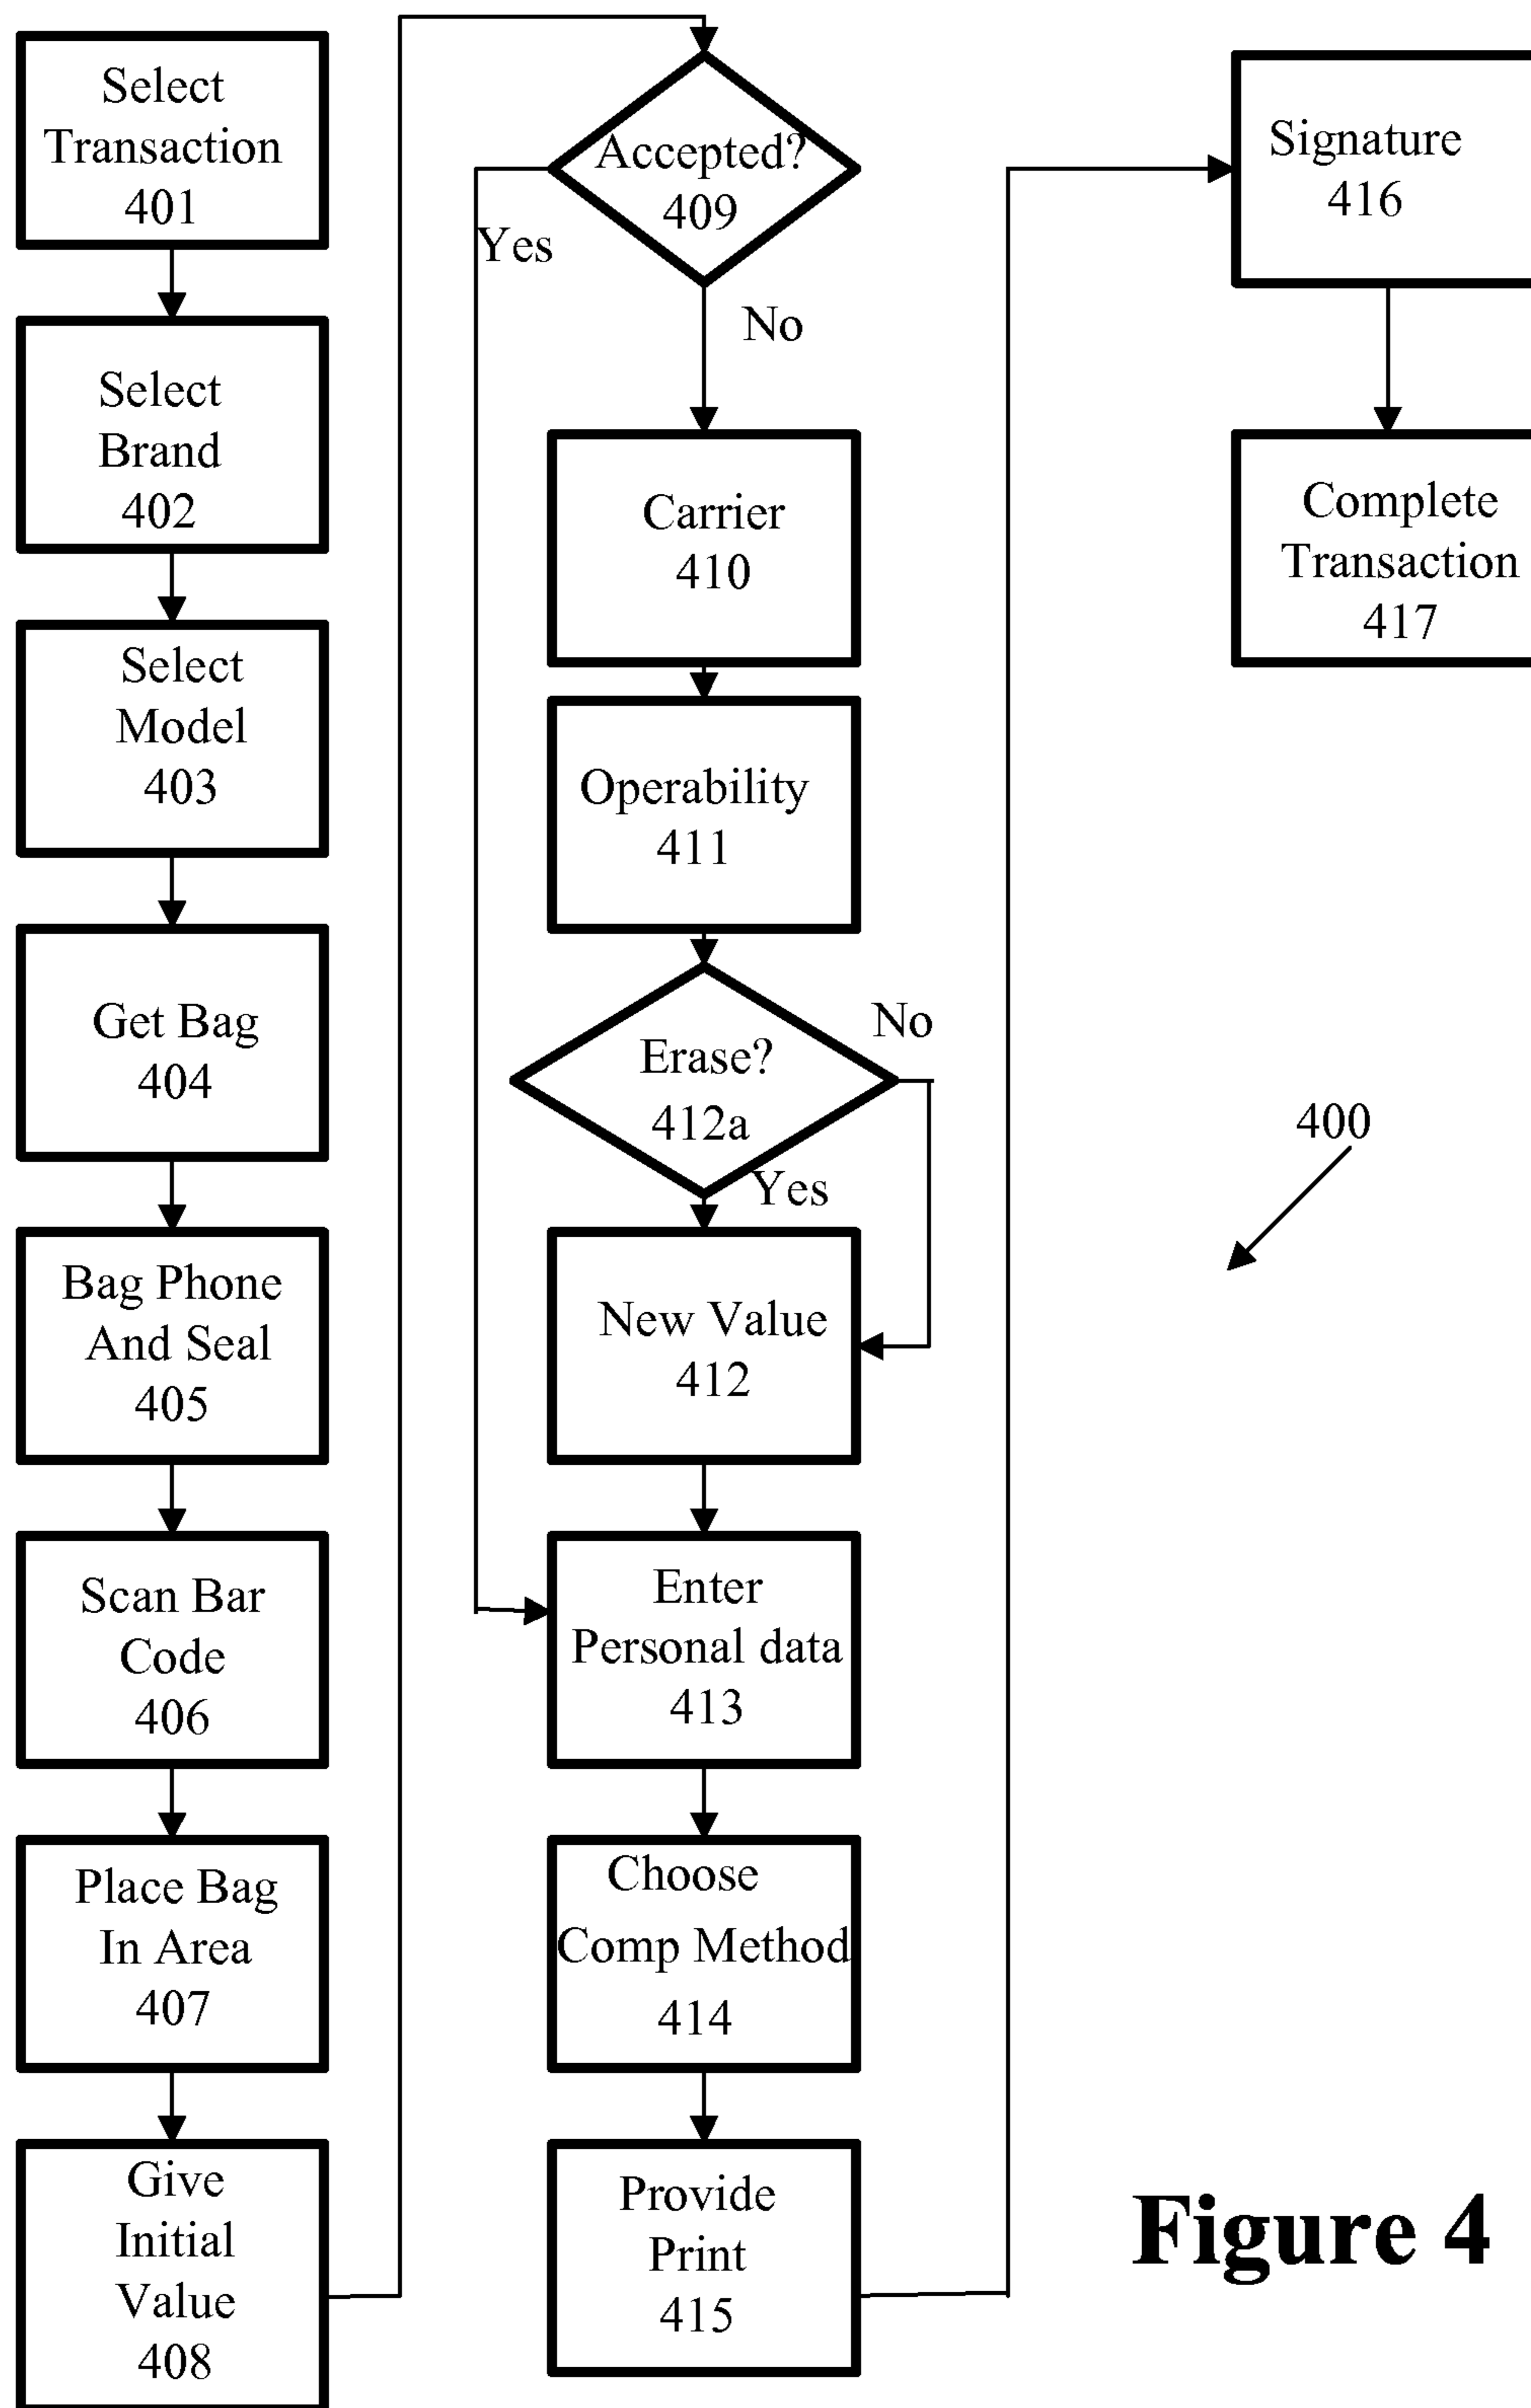 Select
Transaction
401
Select
Brand
402
Select
Model
403
Get Bag
404
Bag Phone
And Seal
405
Scan Bar
Code
406
Place Bag
In Area
407
Give
Initial
Value
408
Accepted?
409
Yes
No
Carrier
410
Operability
411
Erase?
412a
No
Yes
New Value
412
Enter
Personal data
413
Choose
Comp Method
414
Provide
Print
415
Signature
416
Complete
Transaction
417
400
Figure 4